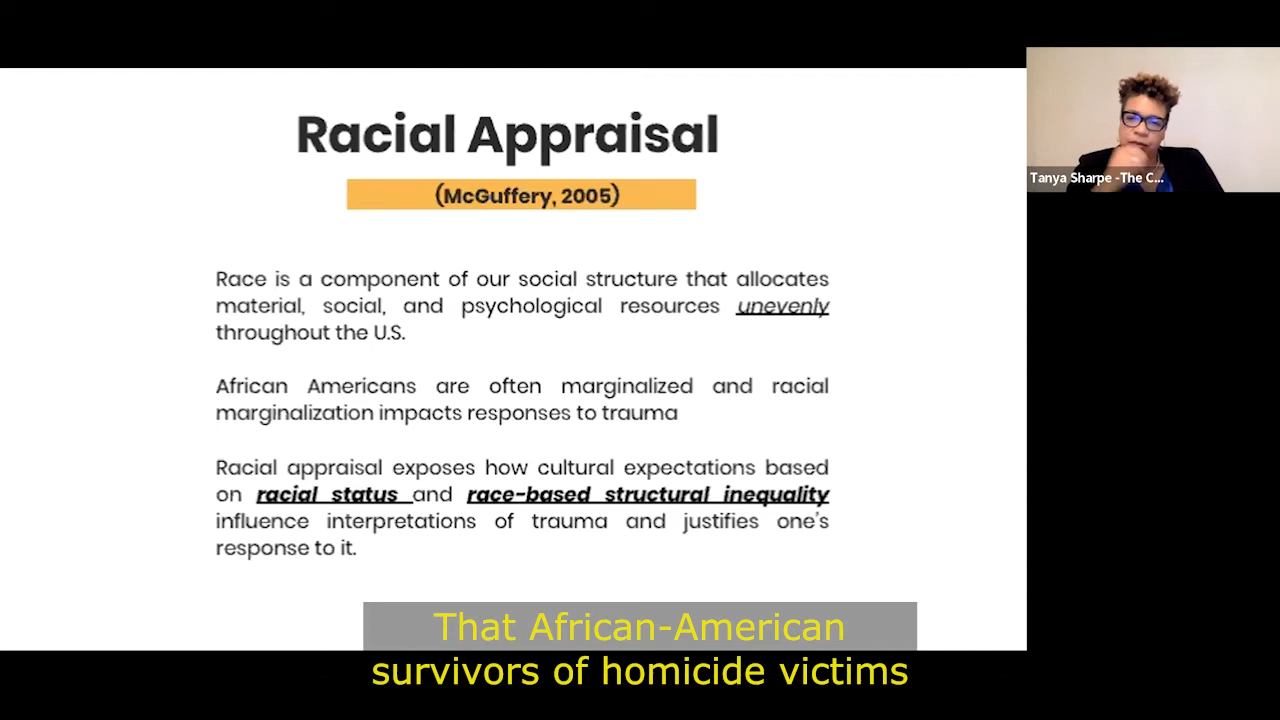 Racial Appraisal
(McGuffery, 2005)
Race is a component of our social structure that allocates
material, social, and psychological resources unevenly
throughout the U.S.
African Americans are often marginalized and racial
marginalization impacts responses to trauma
Racial appraisal exposes how cultural expectations based
on racial status and race-based structural inequality
influence interpretations of trauma and justifies one's
response to it.
Tanya Sharpe -The C...
That African-American
survivors of homicide victims